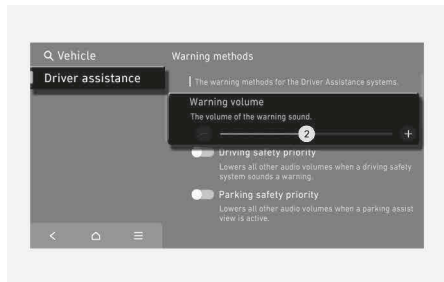 Vehicle
Warning methods
Driver assistance
The warning methods for the Driver Assistance systems.
Warning volume
The volume of the warning sound.
2
Driving safety priority
Lowers all other audio volumes when a driving safety
system sounds a warning.
Parking safety priority
Lowers all other audio volumes when a parking assist
view is active.